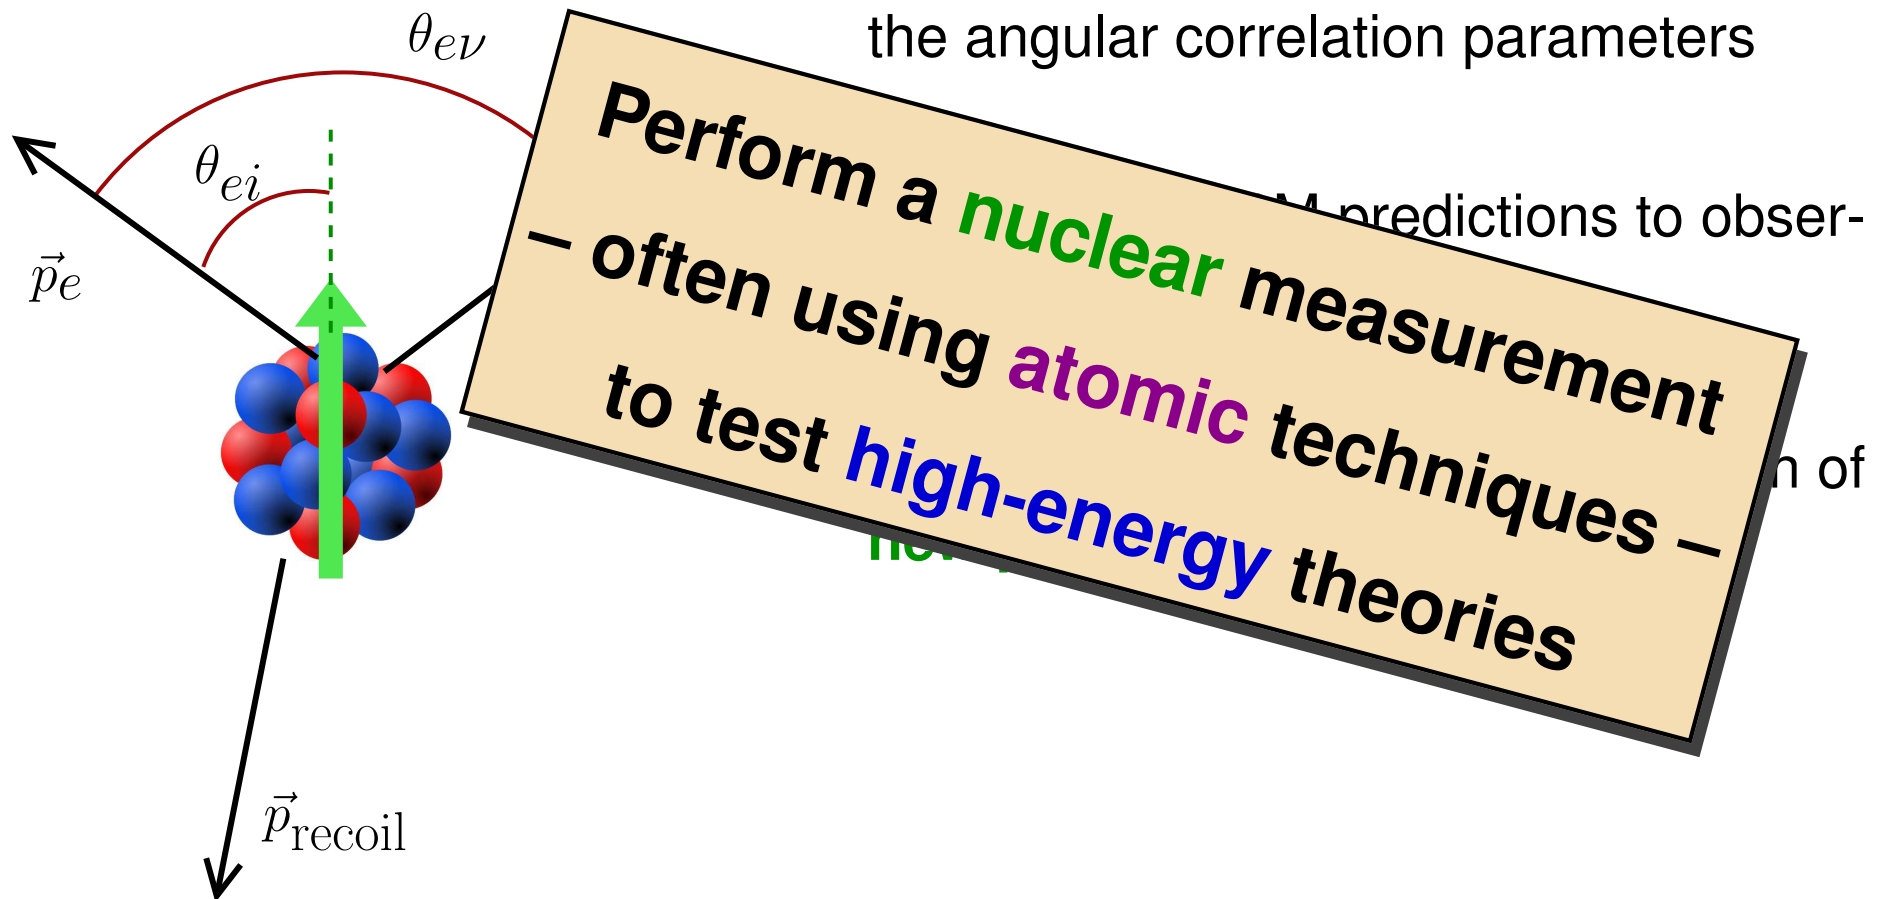 θeν
the angular correlation parameters
θei
p⃗e
predictions to obser-
Perform a nuclear measurement
– often using atomic techniques –
to test high-energy theories
of
p⃗recoil